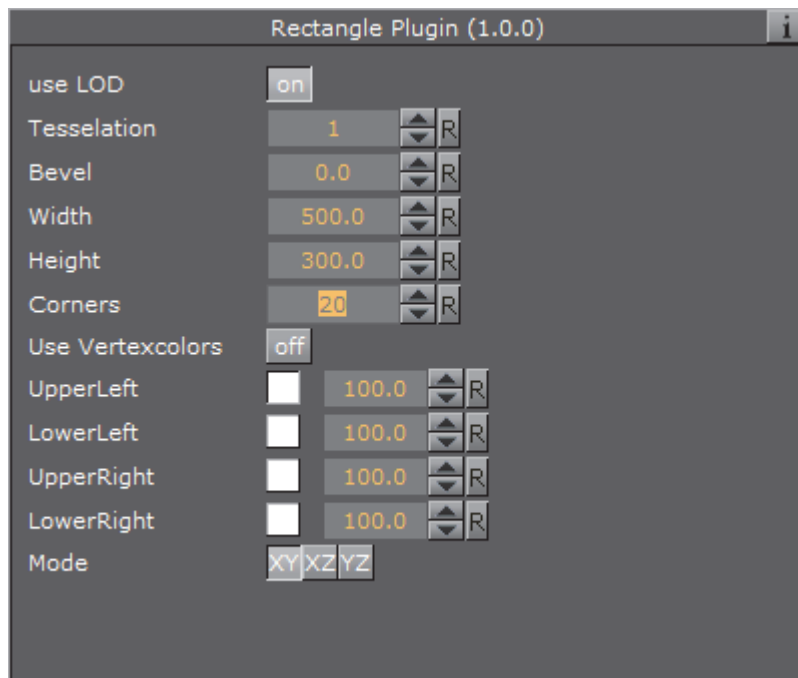 Rectangle Plugin (1.0.0) i
use LOD on
Tesselation 1 R
Bevel 0.0 R
Width 500.0 R
Height 300.0 R
Corners 20 R
Use Vertexcolors off
UpperLeft 100.0 R
LowerLeft 100.0 R
UpperRight 100.0 R
LowerRight 100.0 R
Mode XY XZ YZ